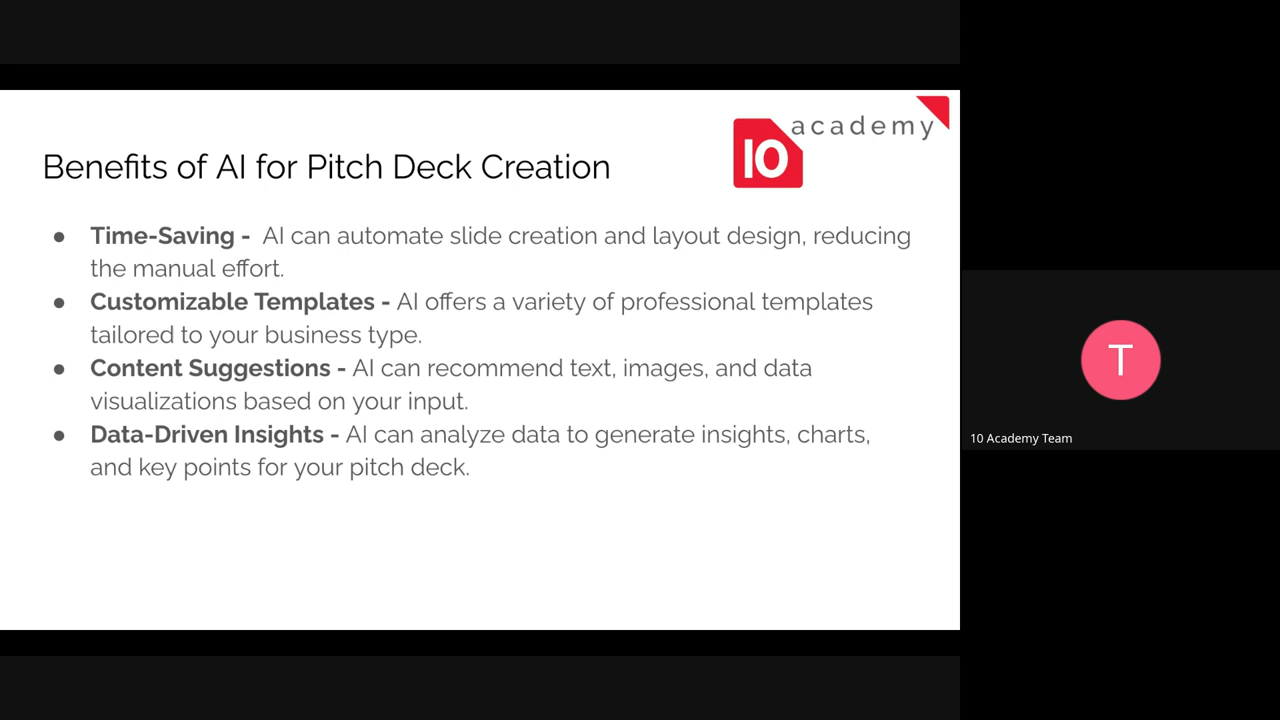 10 academy
Benefits of AI for Pitch Deck Creation
● Time-Saving - AI can automate slide creation and layout design, reducing
the manual effort.
● Customizable Templates - AI offers a variety of professional templates
tailored to your business type.
● Content Suggestions - AI can recommend text, images, and data
visualizations based on your input.
● Data-Driven Insights - AI can analyze data to generate insights, charts,
and key points for your pitch deck.
T
10 Academy Team